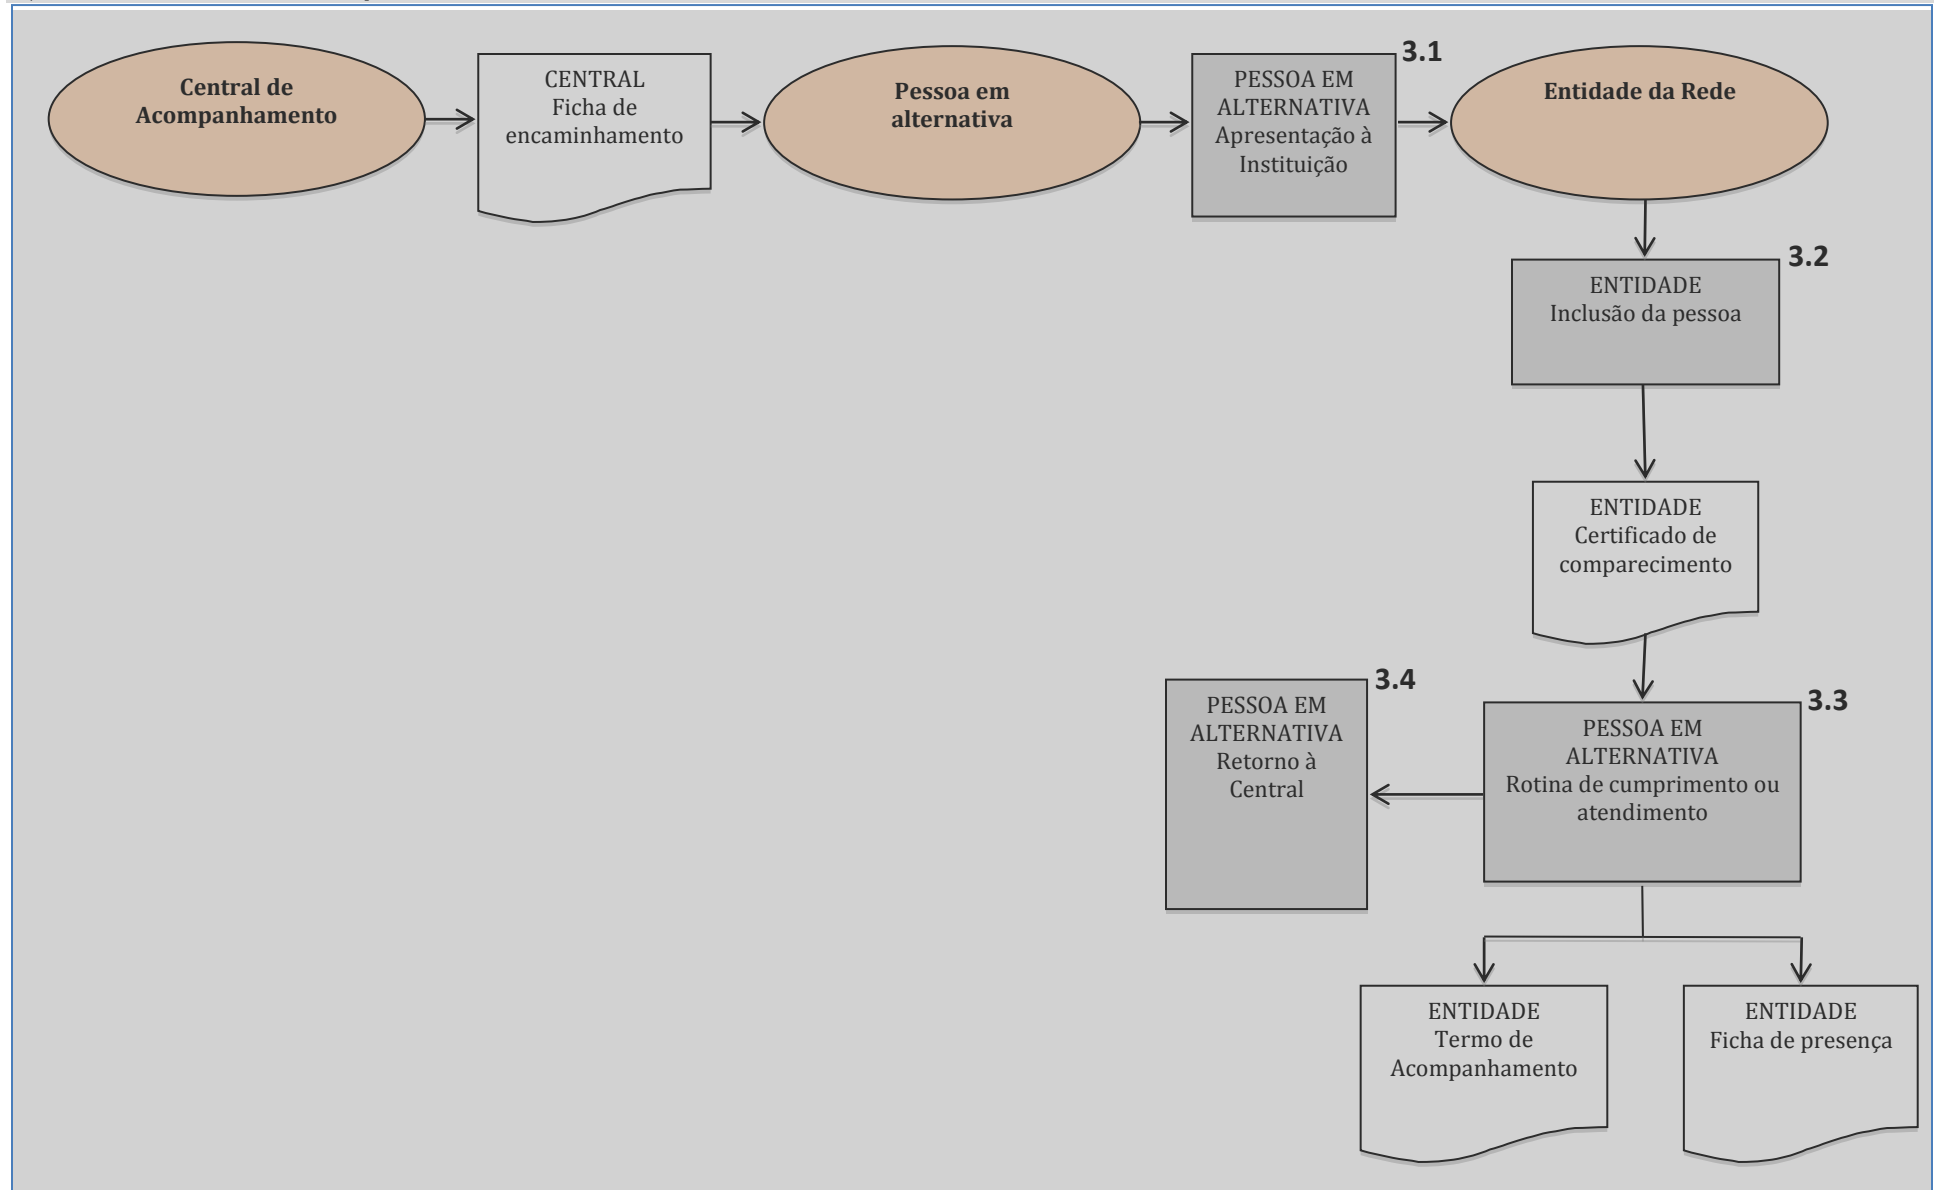 Central de
Acompanhamento
CENTRAL
Ficha de
encaminhamento
Pessoa em
alternativa
3.1
PESSOA EM
ALTERNATIVA
Apresentação à
Instituição
Entidade da Rede
3.2
ENTIDADE
Inclusão da pessoa
ENTIDADE
Certificado de
comparecimento
3.3
PESSOA EM
ALTERNATIVA
Rotina de cumprimento ou
atendimento
3.4
PESSOA EM
ALTERNATIVA
Retorno à
Central
ENTIDADE
Termo de
Acompanhamento
ENTIDADE
Ficha de presença